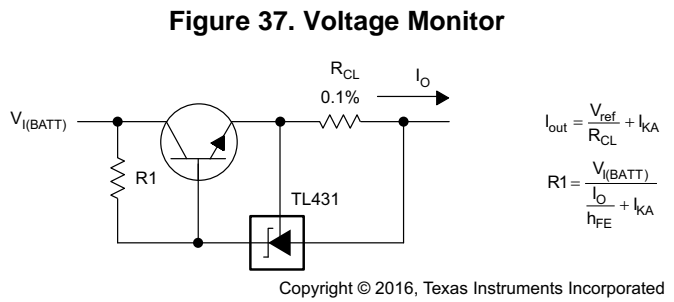 Figure 37. Voltage Monitor
R_CL
0.1%
I_O
V_I(BATT)
R1
TL431
I_out = V_ref / R_CL + I_KA
R1 = V_I(BATT) / (I_O / h_FE + I_KA)
Copyright © 2016, Texas Instruments Incorporated